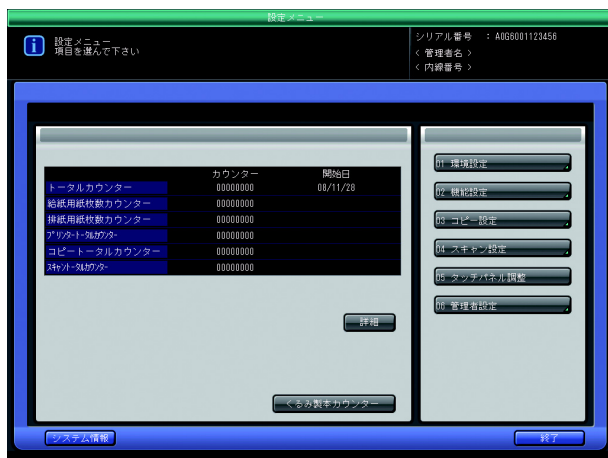 設定メニュー
設定メニュー
項目を選んで下さい
シリアル番号 : A0G6001123456
< 管理者名 >
< 内線番号 >
カウンター 開始日
トータルカウンター 00000000 08/11/28
給紙用紙枚数カウンター 00000000
排紙用紙枚数カウンター 00000000
プリンタートータルカウンター 00000000
コピートータルカウンター 00000000
スキャントータルカウンター 00000000
詳細
くるみ製本カウンター
01 環境設定
02 機能設定
03 コピー設定
04 スキャン設定
05 タッチパネル調整
06 管理者設定
システム情報
終了